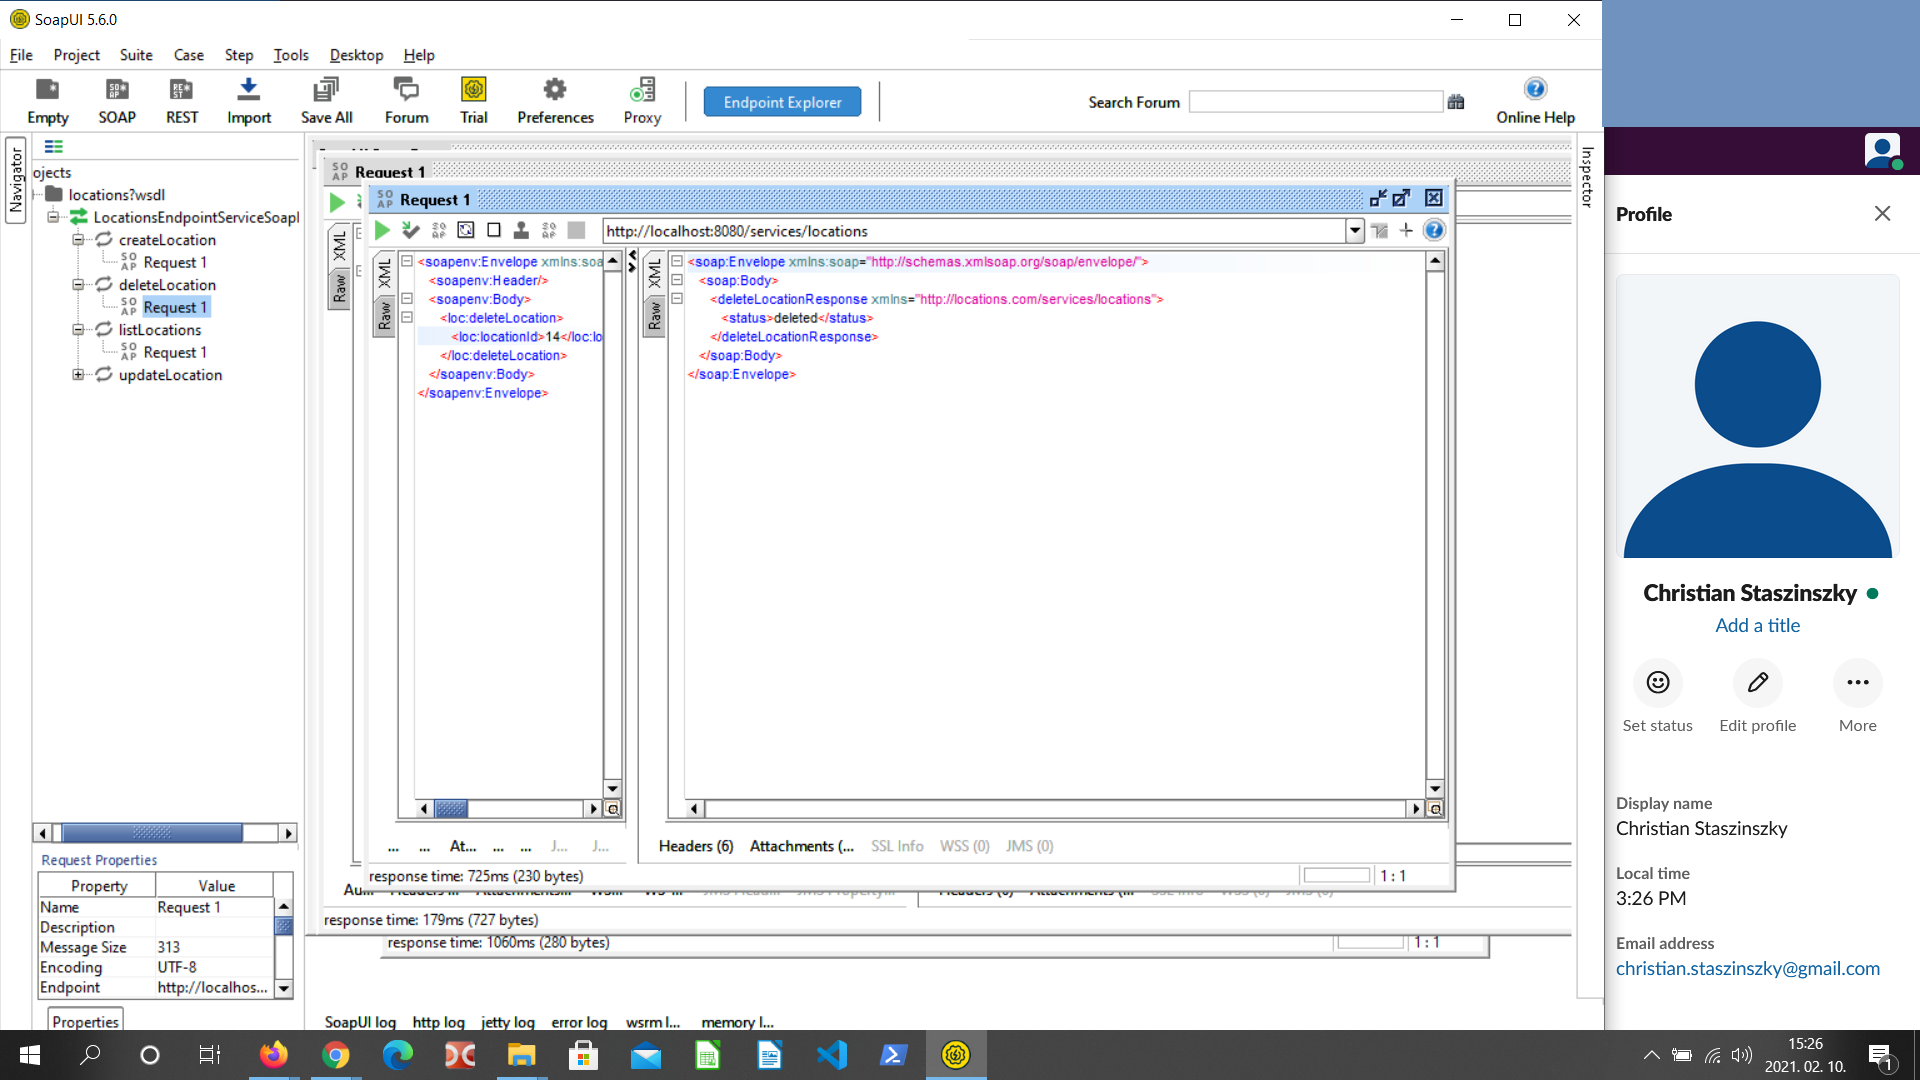 SoapUI 5.6.0
File Project Suite Case Step Tools Desktop Help
Empty SOAP REST Import Save All Forum Trial Preferences Proxy Endpoint Explorer Search Forum Online Help
Navigator
Inspector
ojects
locations?wsdl
LocationsEndpointServiceSoap
createLocation
Request 1
deleteLocation
Request 1
listLocations
Request 1
updateLocation
Request 1
XML
Raw
Request 1
http://localhost:8080/services/locations
XML
Raw
<soapenv:Envelope xmlns:soa
<soapenv:Header/>
<soapenv:Body>
<loc:deleteLocation>
<loc:locationId>14</loc:lo
</loc:deleteLocation>
</soapenv:Body>
</soapenv:Envelope>
XML
Raw
<soap:Envelope xmlns:soap="http://schemas.xmlsoap.org/soap/envelope/">
<soap:Body>
<deleteLocationResponse xmlns="http://locations.com/services/locations">
<status>deleted</status>
</deleteLocationResponse>
</soap:Body>
</soap:Envelope>
... ... At... ... ... J... J...
Headers (6) Attachments (... SSL Info WSS (0) JMS (0)
response time: 725ms (230 bytes) 1 : 1
response time: 179ms (727 bytes)
response time: 1060ms (280 bytes) 1 : 1
Request Properties
Property Value
Name Request 1
Description
Message Size 313
Encoding UTF-8
Endpoint http://localhos...
Properties
SoapUI log http log jetty log error log wsrm l... memory l...
Profile
Christian Staszinszky
Add a title
Set status Edit profile More
Display name
Christian Staszinszky
Local time
3:26 PM
Email address
christian.staszinszky@gmail.com
15:26
2021. 02. 10.
1